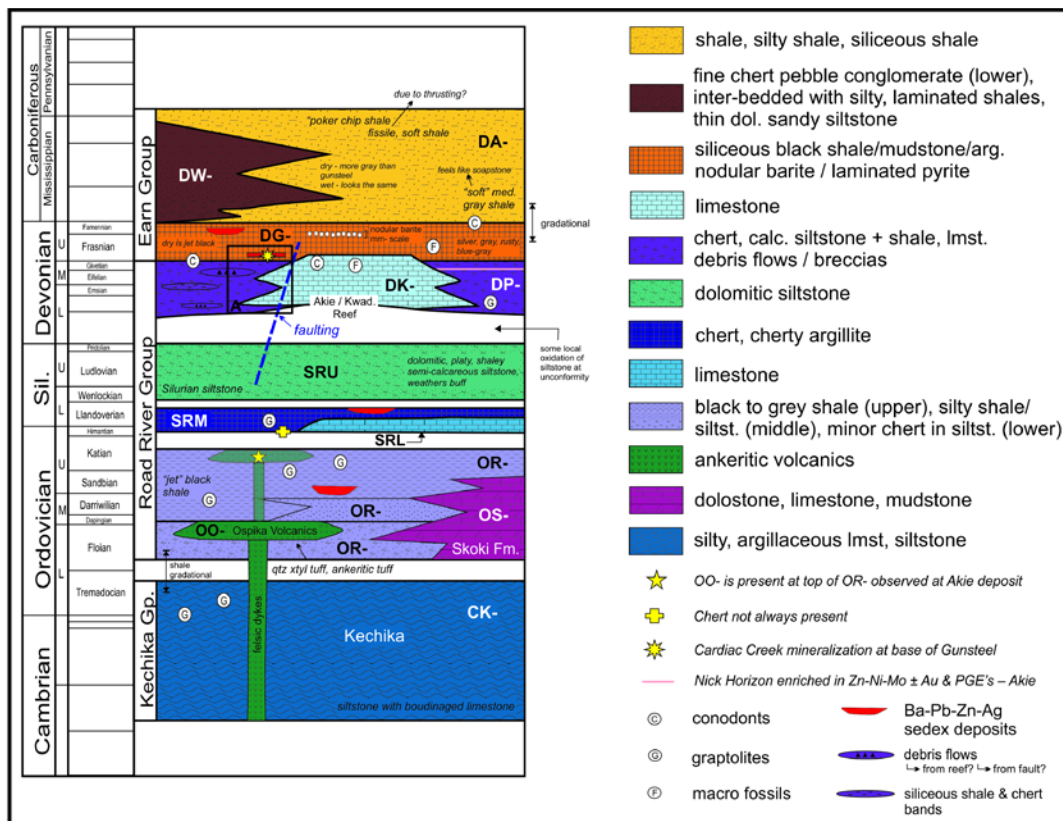 Carboniferous
Pennsylvanian
Mississippian
Devonian
U
M
L
Famennian
Frasnian
Givetian
Eifelian
Emsian
Sil.
U
L
Pridolian
Ludlovian
Wenlockian
Llandoverian
Ordovician
U
M
L
Hirnantian
Katian
Sandbian
Darriwilian
Dapingian
Floian
Tremadocian
Cambrian
Earn Group
Road River Group
Kechika Gp.
due to thrusting?
"poker chip shale
fissile, soft shale
DA-
DW-
dry - more gray than
gunsteel
wet - looks the same
feels like soapstone
"soft" med.
gray shale
C
gradational
DG-
dry is jet black
nodular barite
mm- scale
silver, gray, rusty,
blue-gray
F
C
C
F
A
DK-
DP-
G
Akie / Kwad.
Reef
faulting
some local
oxidation of
siltstone at
unconformity
SRU
dolomitic, platy, shaley
semi-calcareous siltstone,
weathers buff
Silurian siltstone
SRM
G
SRL
G
G
OR-
"jet" black
shale
G
OR-
OS-
OO-
Ospika Volcanics
OR-
Skoki Fm.
shale
gradational
qtz xtyl tuff, ankeritic tuff
CK-
G
G
Kechika
felsic dykes
siltstone with boudinaged limestone
shale, silty shale, siliceous shale
fine chert pebble conglomerate (lower),
inter-bedded with silty, laminated shales,
thin dol. sandy siltstone
siliceous black shale/mudstone/arg.
nodular barite / laminated pyrite
limestone
chert, calc. siltstone + shale, lmst.
debris flows / breccias
dolomitic siltstone
chert, cherty argillite
limestone
black to grey shale (upper), silty shale/
siltst. (middle), minor chert in siltst. (lower)
ankeritic volcanics
dolostone, limestone, mudstone
silty, argillaceous lmst, siltstone
OO- is present at top of OR- observed at Akie deposit
Chert not always present
Cardiac Creek mineralization at base of Gunsteel
Nick Horizon enriched in Zn-Ni-Mo ± Au & PGE's – Akie
C conodonts
G graptolites
F macro fossils
Ba-Pb-Zn-Ag
sedex deposits
debris flows
from reef? from fault?
siliceous shale & chert
bands